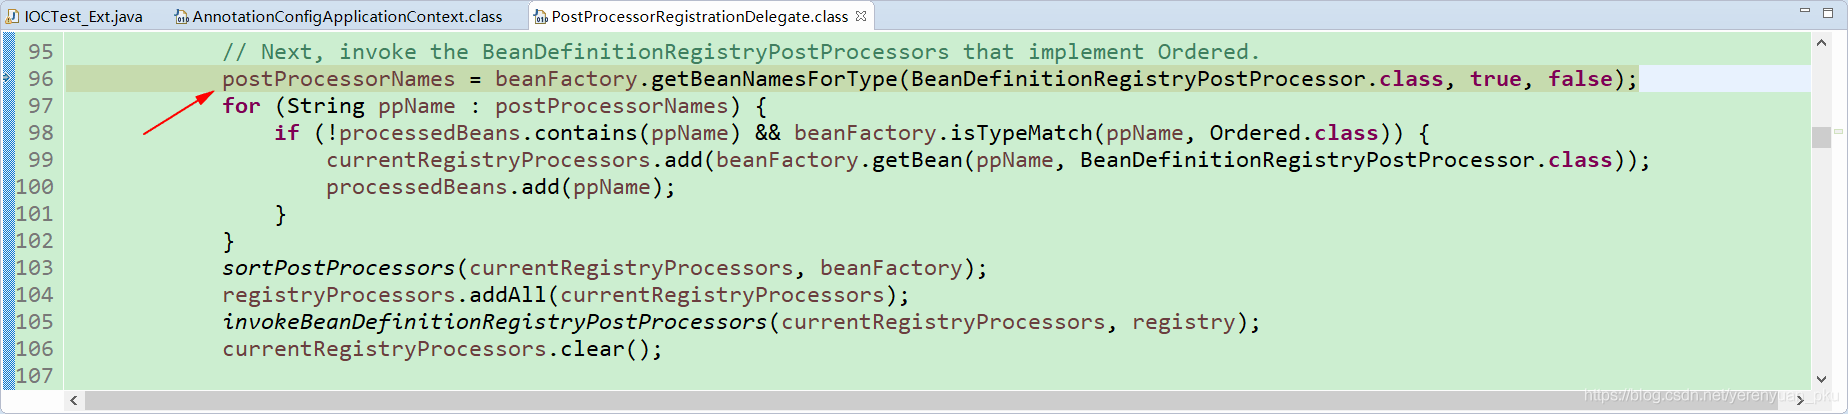 IOCTest_Ext.java AnnotationConfigApplicationContext.class PostProcessorRegistrationDelegate.class
95 // Next, invoke the BeanDefinitionRegistryPostProcessors that implement Ordered.
96 postProcessorNames = beanFactory.getBeanNamesForType(BeanDefinitionRegistryPostProcessor.class, true, false);
97 for (String ppName : postProcessorNames) {
98 if (!processedBeans.contains(ppName) && beanFactory.isTypeMatch(ppName, Ordered.class)) {
99 currentRegistryProcessors.add(beanFactory.getBean(ppName, BeanDefinitionRegistryPostProcessor.class));
100 processedBeans.add(ppName);
101 }
102 }
103 sortPostProcessors(currentRegistryProcessors, beanFactory);
104 registryProcessors.addAll(currentRegistryProcessors);
105 invokeBeanDefinitionRegistryPostProcessors(currentRegistryProcessors, registry);
106 currentRegistryProcessors.clear();
107
https://blog.csdn.net/yerenyuan_pku